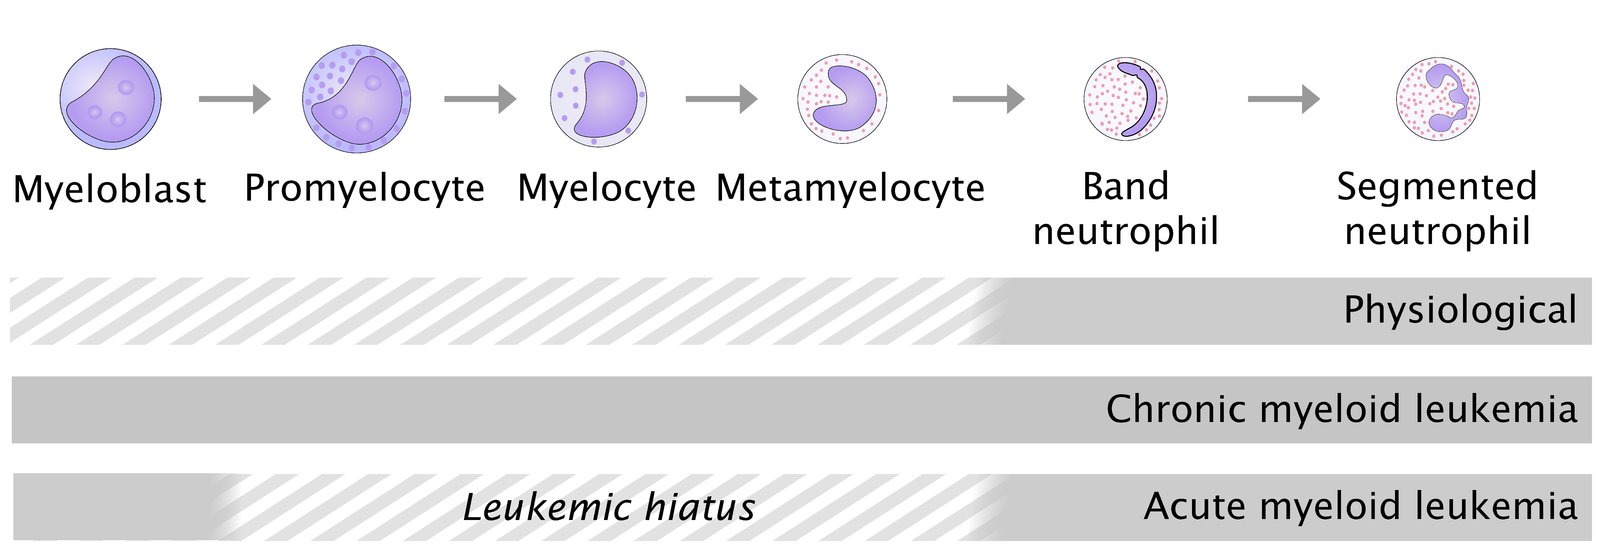 Myeloblast
Promyelocyte
Myelocyte
Metamyelocyte
Band
neutrophil
Segmented
neutrophil
Physiological
Chronic myeloid leukemia
Leukemic hiatus
Acute myeloid leukemia